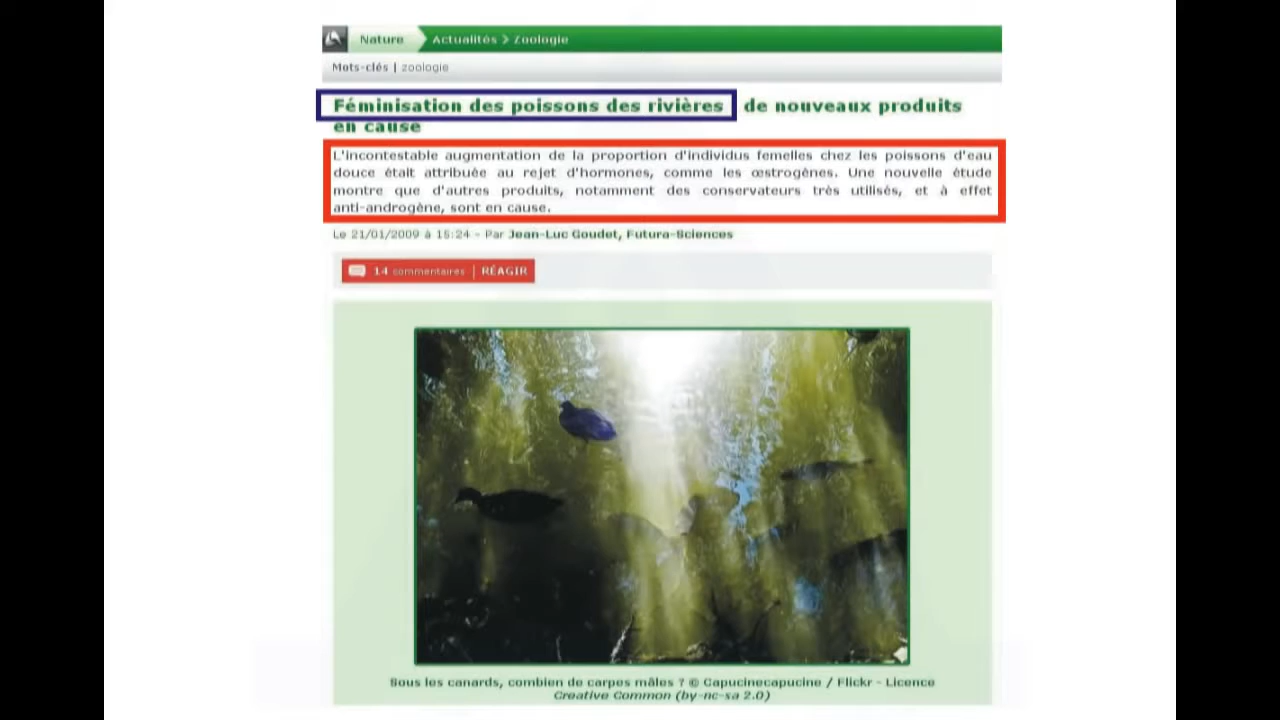 Nature Actualités > Zoologie
Mots-clés | zoologie
Féminisation des poissons des rivières de nouveaux produits
en cause
L'incontestable augmentation de la proportion d'individus femelles chez les poissons d'eau
douce était attribuée au rejet d'hormones, comme les œstrogènes. Une nouvelle étude
montre que d'autres produits, notamment des conservateurs très utilisés, et à effet
anti-androgène, sont en cause.
Le 21/01/2009 à 15:24 - Par Jean-Luc Goudet, Futura-Sciences
14 commentaires | RÉAGIR
Sous les canards, combien de carpes mâles ? © Capucinecapucine / Flickr - Licence
Creative Common (by-nc-sa 2.0)